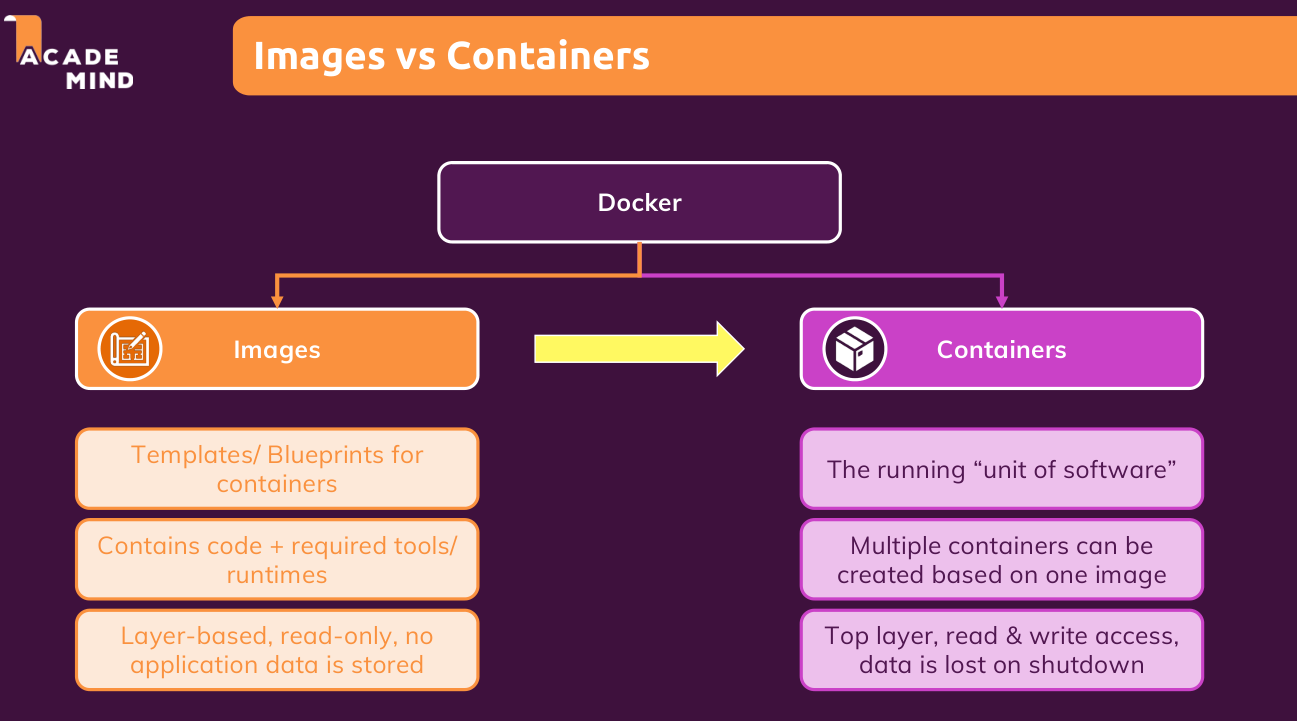 ACADE
MIND
Images vs Containers
Docker
Images
Containers
Templates/ Blueprints for
containers
Contains code + required tools/
runtimes
Layer-based, read-only, no
application data is stored
The running “unit of software”
Multiple containers can be
created based on one image
Top layer, read & write access,
data is lost on shutdown